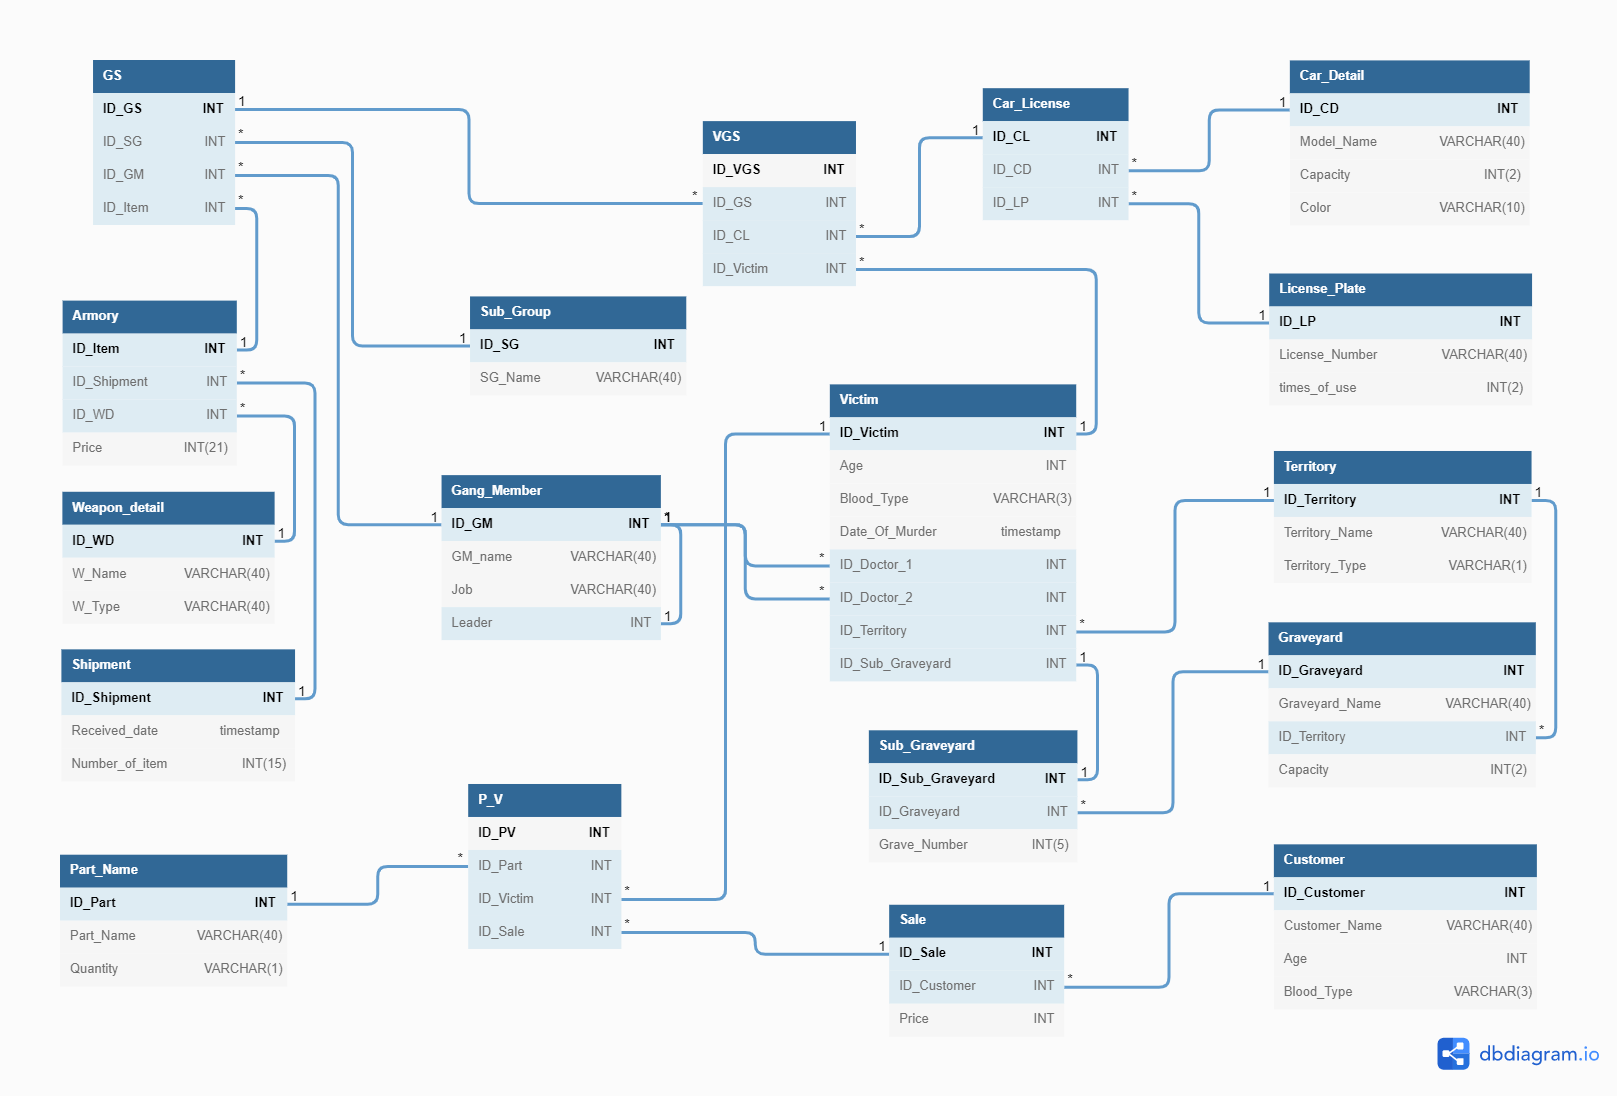 GS
ID_GS INT
ID_SG INT
ID_GM INT
ID_Item INT
1
*
*
*
Armory
ID_Item INT
ID_Shipment INT
ID_WD INT
Price INT(21)
1
*
*
Weapon_detail
ID_WD INT
W_Name VARCHAR(40)
W_Type VARCHAR(40)
1
Shipment
ID_Shipment INT
Received_date timestamp
Number_of_item INT(15)
1
Part_Name
ID_Part INT
Part_Name VARCHAR(40)
Quantity VARCHAR(1)
1
Sub_Group
ID_SG INT
SG_Name VARCHAR(40)
1
Gang_Member
ID_GM INT
GM_name VARCHAR(40)
Job VARCHAR(40)
Leader INT
1
*
1
1
P_V
ID_PV INT
ID_Part INT
ID_Victim INT
ID_Sale INT
*
*
*
VGS
ID_VGS INT
ID_GS INT
ID_CL INT
ID_Victim INT
*
*
*
Victim
ID_Victim INT
Age INT
Blood_Type VARCHAR(3)
Date_Of_Murder timestamp
ID_Doctor_1 INT
ID_Doctor_2 INT
ID_Territory INT
ID_Sub_Graveyard INT
1
1
*
*
*
1
Sub_Graveyard
ID_Sub_Graveyard INT
ID_Graveyard INT
Grave_Number INT(5)
1
*
Sale
ID_Sale INT
ID_Customer INT
Price INT
1
*
Car_License
ID_CL INT
ID_CD INT
ID_LP INT
1
*
*
Car_Detail
ID_CD INT
Model_Name VARCHAR(40)
Capacity INT(2)
Color VARCHAR(10)
1
License_Plate
ID_LP INT
License_Number VARCHAR(40)
times_of_use INT(2)
1
Territory
ID_Territory INT
Territory_Name VARCHAR(40)
Territory_Type VARCHAR(1)
1
1
Graveyard
ID_Graveyard INT
Graveyard_Name VARCHAR(40)
ID_Territory INT
Capacity INT(2)
1
*
Customer
ID_Customer INT
Customer_Name VARCHAR(40)
Age INT
Blood_Type VARCHAR(3)
1
dbdiagram.io